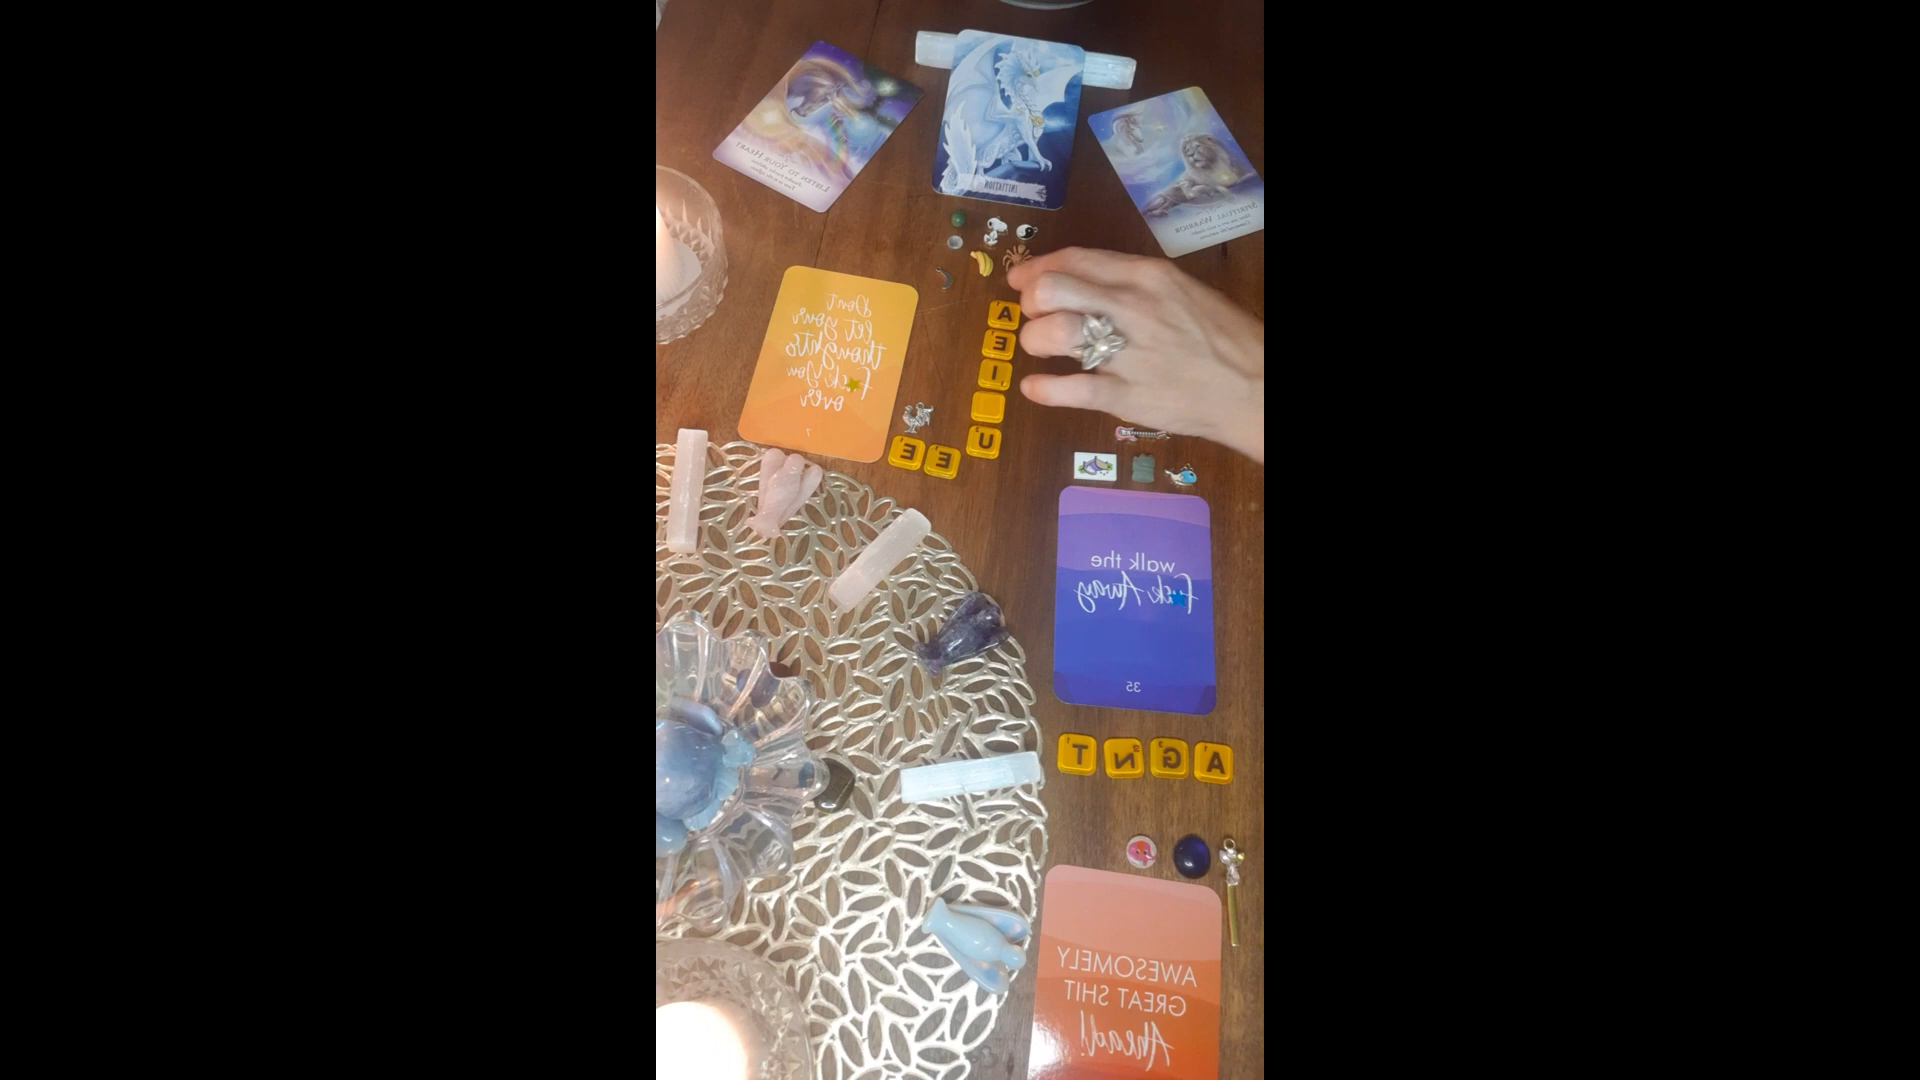 INITIATION
LISTEN TO YOUR HEART
SPIRITUAL WARRIOR
Don't
let your
thoughts
F★ck you
over
7
A
E
I
U
E E
walk the
F★ck Away
35
T N G A
AWESOMELY
GREAT SHIT
Ahead!